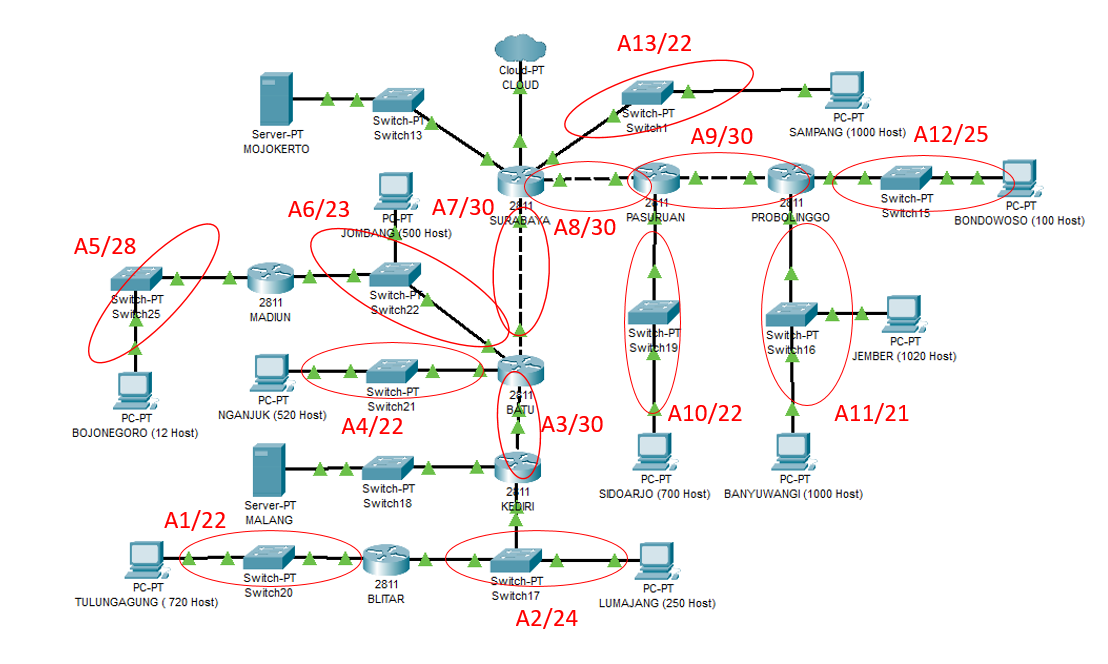 A13/22
Cloud-PT
CLOUD
Switch-PT
Switch1
PC-PT
SAMPANG (1000 Host)
Switch-PT
Switch13
Server-PT
MOJOKERTO
A9/30
A12/25
2811
SURABAYA
2811
PASURUAN
2811
PROBOLINGGO
Switch-PT
Switch15
PC-PT
BONDOWOSO (100 Host)
A6/23
A7/30
A8/30
PC-PT
JOMBANG (500 Host)
A5/28
Switch-PT
Switch25
2811
MADIUN
Switch-PT
Switch22
Switch-PT
Switch19
Switch-PT
Switch16
PC-PT
JEMBER (1020 Host)
PC-PT
NGANJUK (520 Host)
Switch-PT
Switch21
2811
BATU
PC-PT
BOJONEGORO (12 Host)
A4/22
A3/30
A10/22
A11/21
Server-PT
MALANG
Switch-PT
Switch18
2811
KEDIRI
PC-PT
SIDOARJO (700 Host)
PC-PT
BANYUWANGI (1000 Host)
A1/22
PC-PT
TULUNGAGUNG ( 720 Host)
Switch-PT
Switch20
2811
BLITAR
Switch-PT
Switch17
PC-PT
LUMAJANG (250 Host)
A2/24